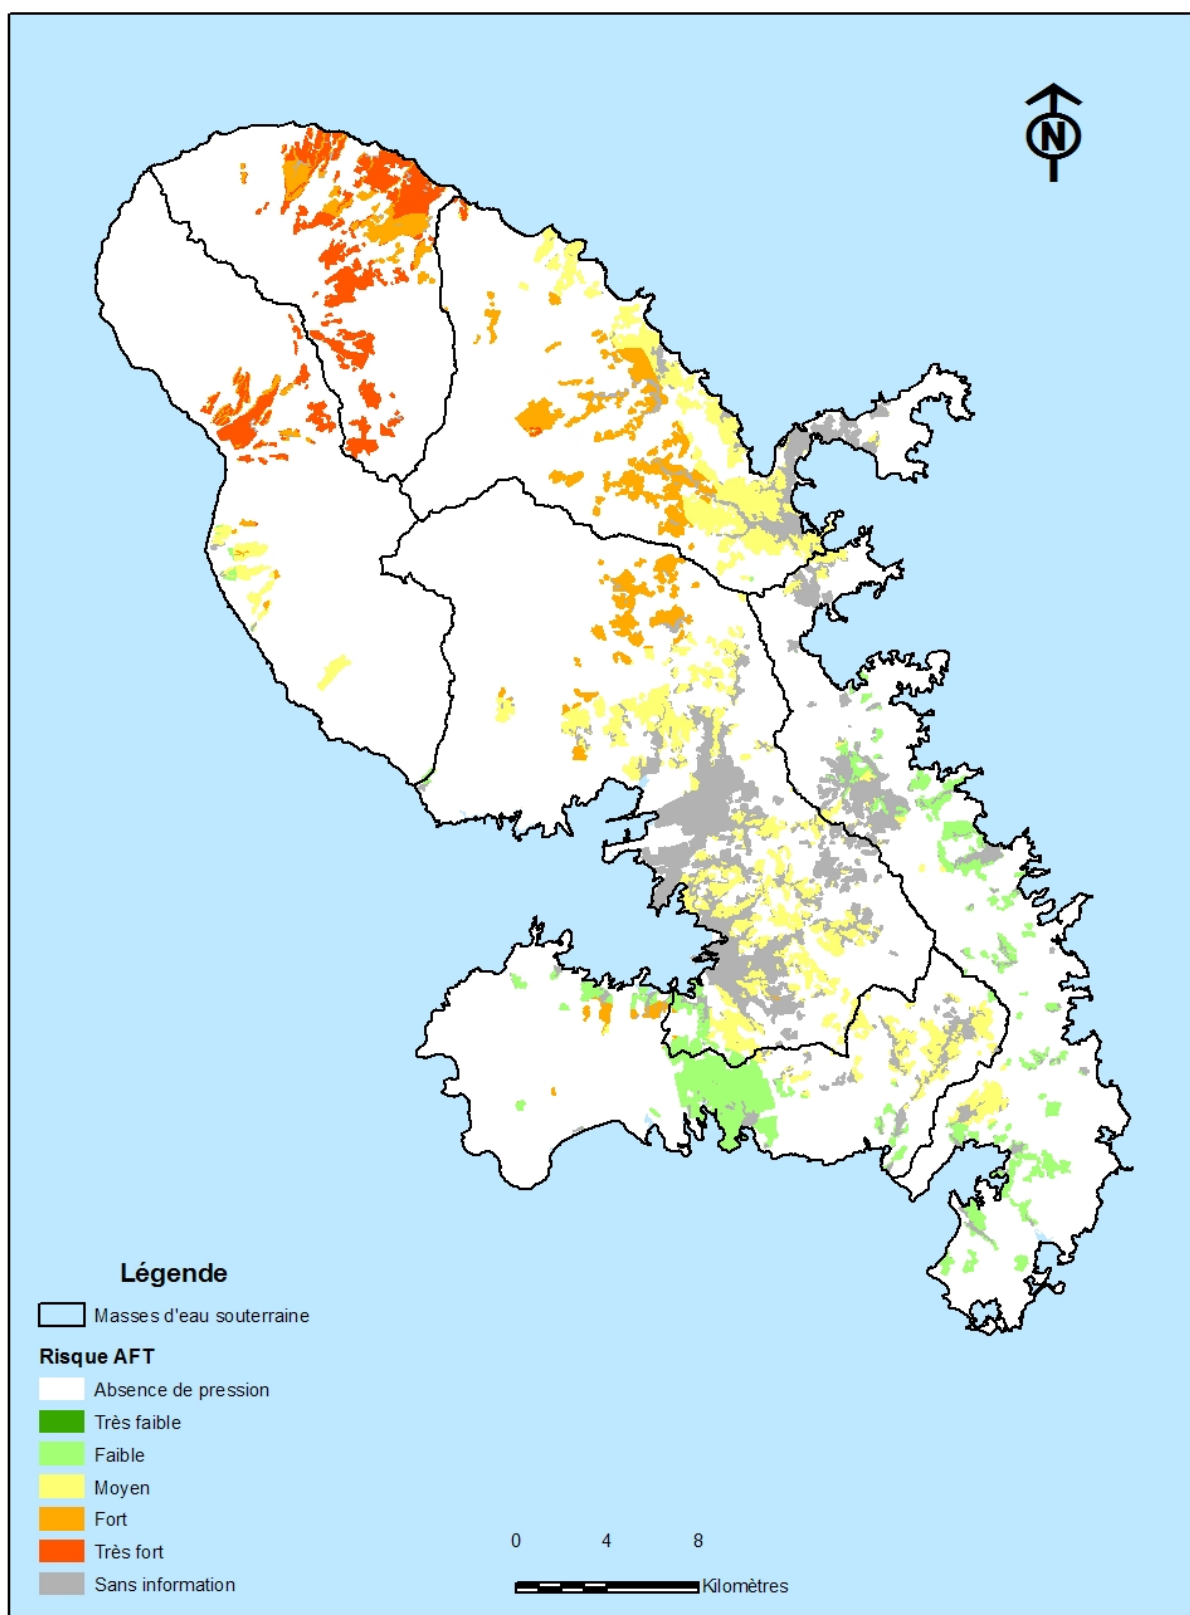 N
Légende
Masses d'eau souterraine
Risque AFT
Absence de pression
Très faible
Faible
Moyen
Fort
Très fort
Sans information
0 4 8
Kilomètres